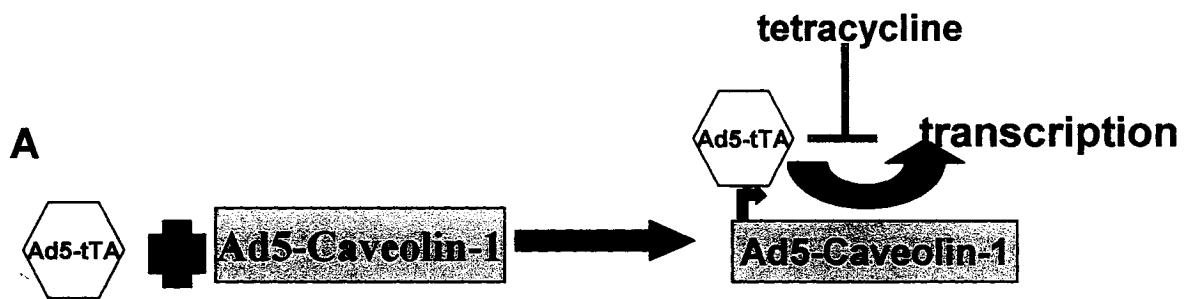 tetracycline
A
Ad5-tTA
transcription
Ad5-tTA
Ad5-Caveolin-1
Ad5-Caveolin-1